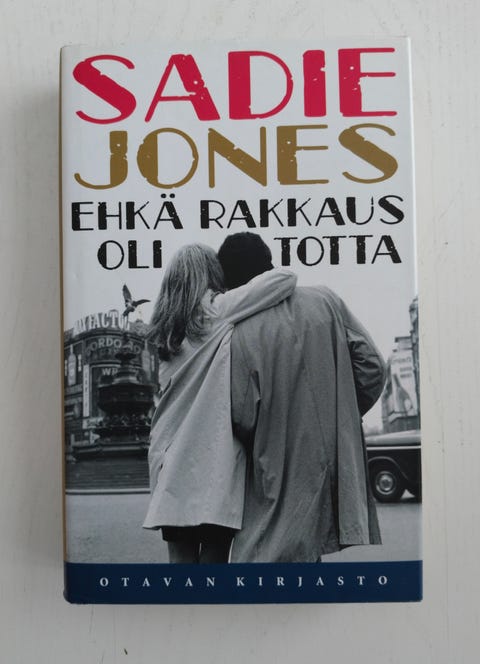 SADIE
JONES
EHKÄ RAKKAUS
OLI TOTTA
OTAVAN KIRJASTO